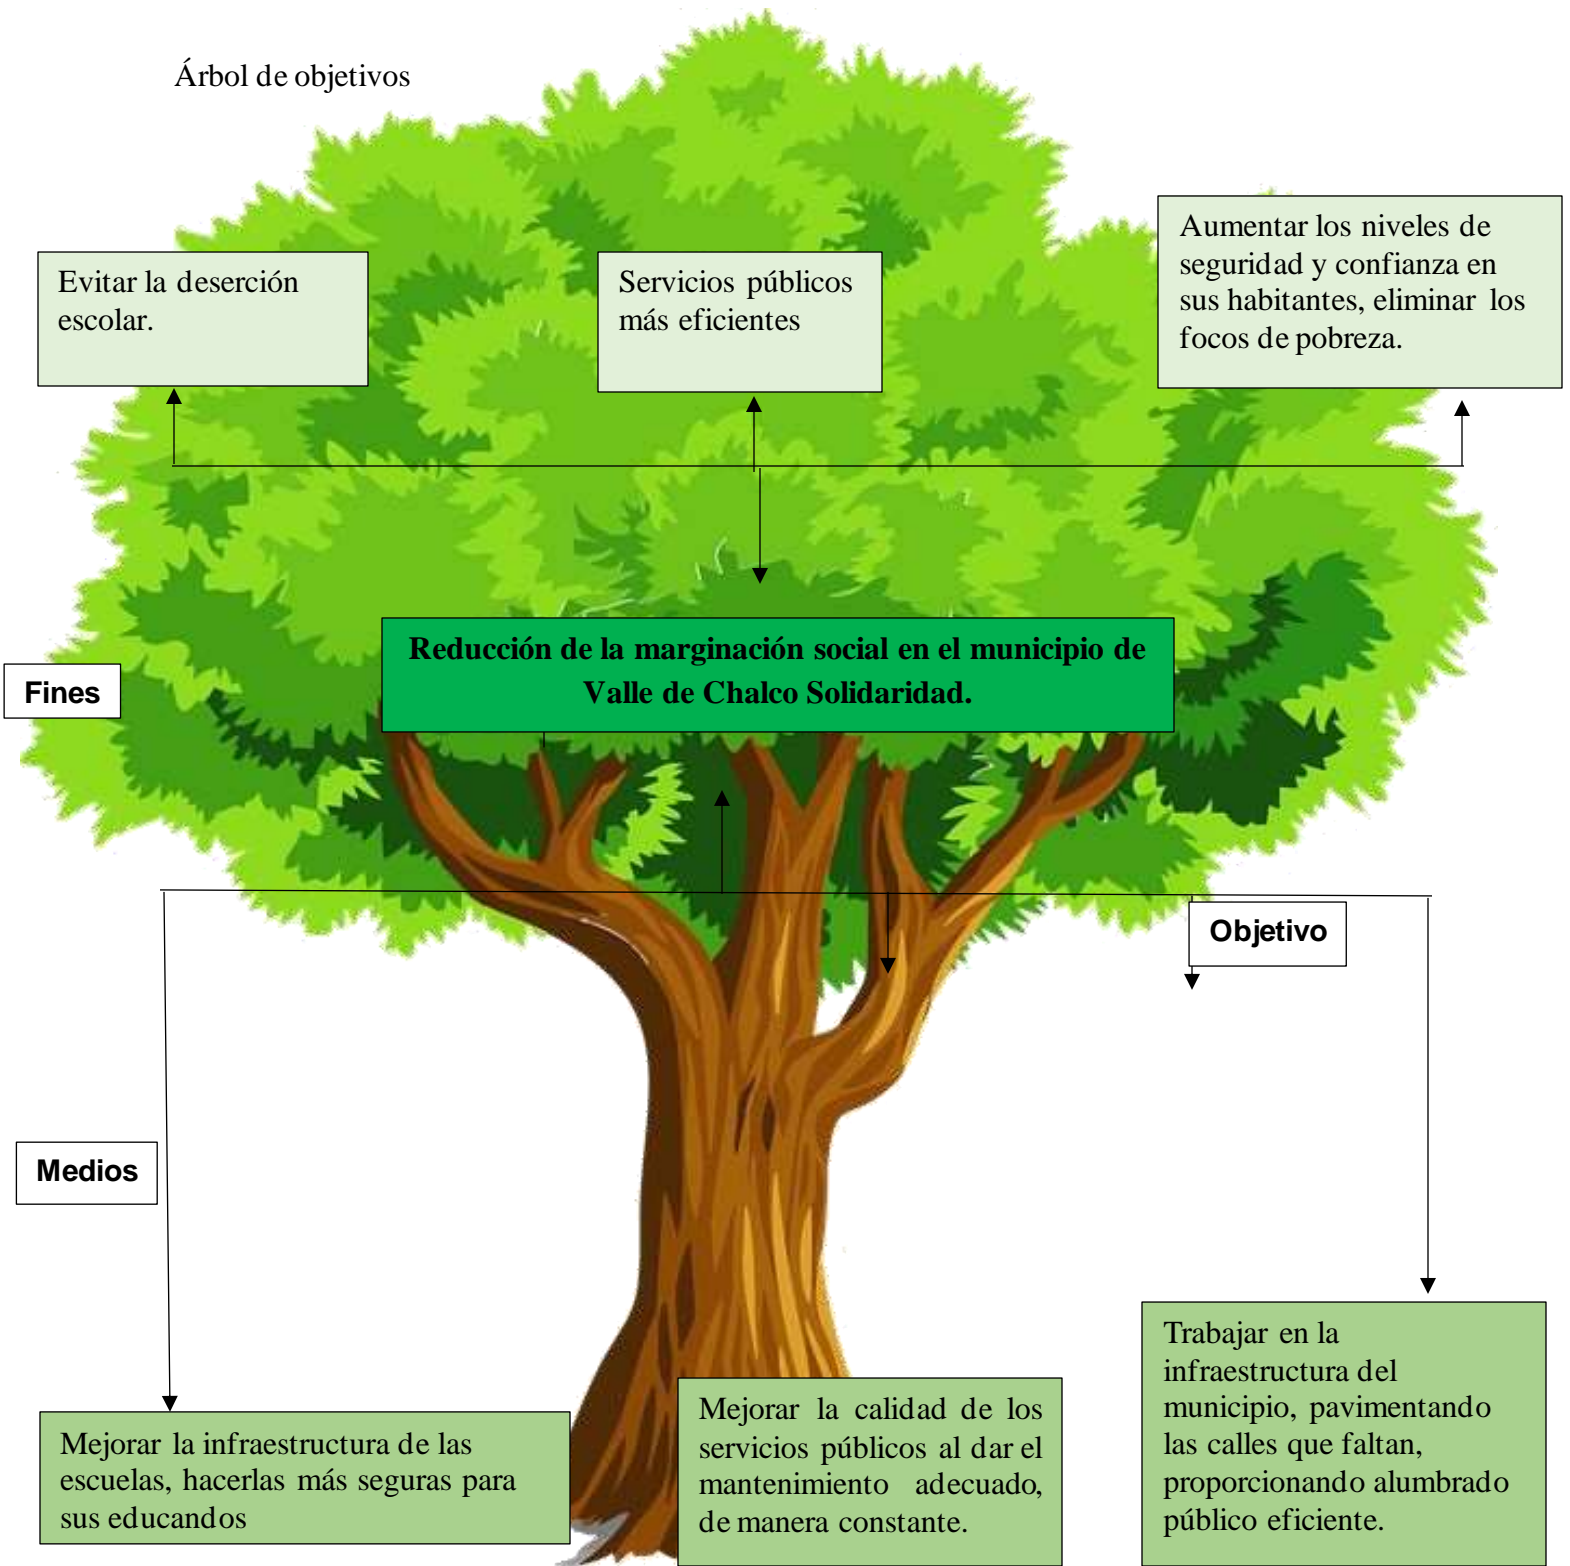 Árbol de objetivos
Evitar la deserción
escolar.
Servicios públicos
más eficientes
Aumentar los niveles de
seguridad y confianza en
sus habitantes, eliminar los
focos de pobreza.
Reducción de la marginación social en el municipio de
Valle de Chalco Solidaridad.
Fines
Objetivo
Medios
Mejorar la infraestructura de las
escuelas, hacerlas más seguras para
sus educandos
Mejorar la calidad de los
servicios públicos al dar el
mantenimiento adecuado,
de manera constante.
Trabajar en la
infraestructura del
municipio, pavimentando
las calles que faltan,
proporcionando alumbrado
público eficiente.